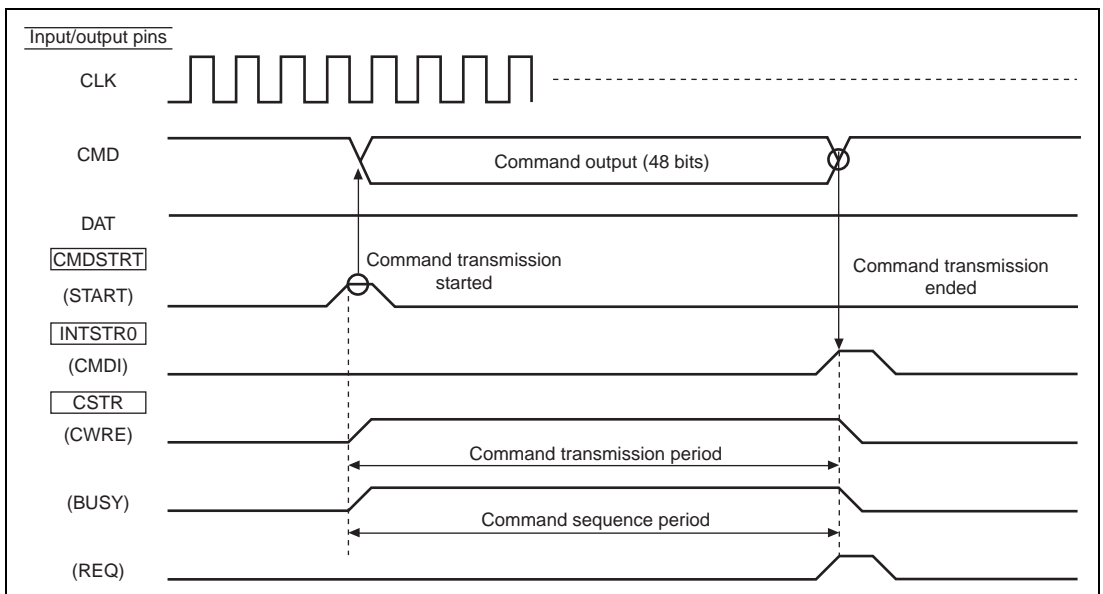 Input/output pins
CLK
CMD
Command output (48 bits)
DAT
CMDSTRT
(START)
Command transmission
started
Command transmission
ended
INTSTR0
(CMDI)
CSTR
(CWRE)
Command transmission period
(BUSY)
Command sequence period
(REQ)